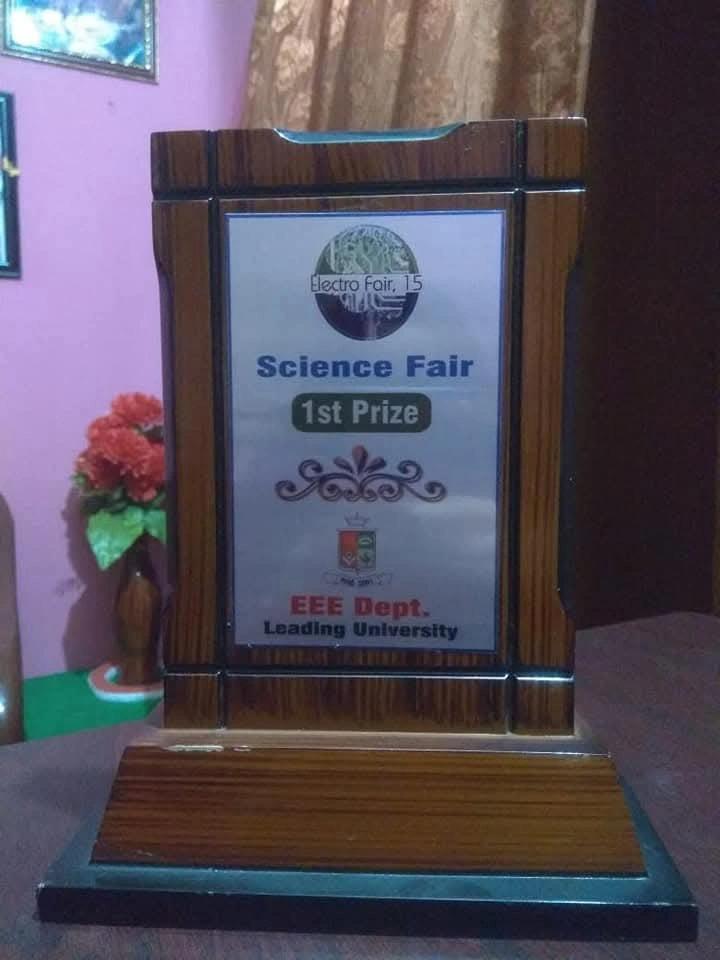 Electro Fair, 15
Science Fair
1st Prize
EEE Dept.
Leading University